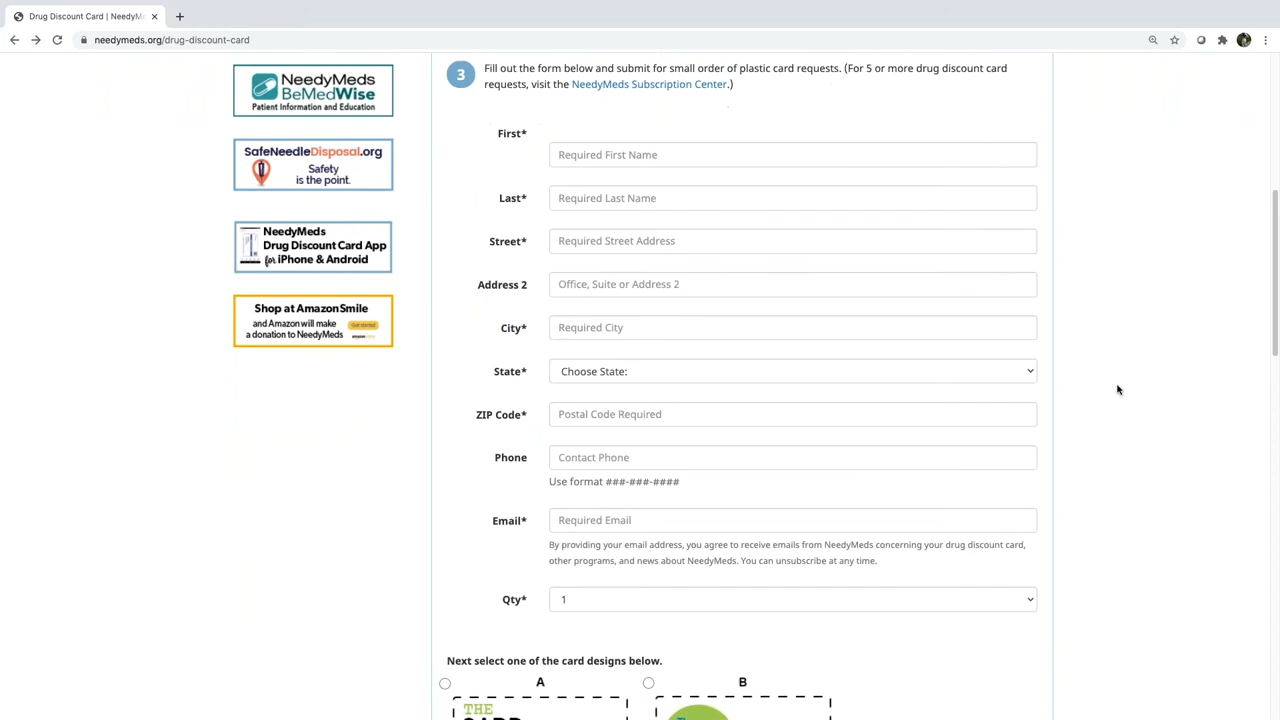 Drug Discount Card | NeedyMe
needymeds.org/drug-discount-card
NeedyMeds
BeMedWise
Patient Information and Education
SafeNeedleDisposal.org
Safety
is the point.
NeedyMeds
Drug Discount Card App
for iPhone & Android
Shop at AmazonSmile
and Amazon will make
a donation to NeedyMeds
Get started
3
Fill out the form below and submit for small order of plastic card requests. (For 5 or more drug discount card
requests, visit the NeedyMeds Subscription Center.)
First*
Required First Name
Last*
Required Last Name
Street*
Required Street Address
Address 2
Office, Suite or Address 2
City*
Required City
State*
Choose State:
ZIP Code*
Postal Code Required
Phone
Contact Phone
Use format ###-###-####
Email*
Required Email
By providing your email address, you agree to receive emails from NeedyMeds concerning your drug discount card,
other programs, and news about NeedyMeds. You can unsubscribe at any time.
Qty*
1
Next select one of the card designs below.
A
B
THE